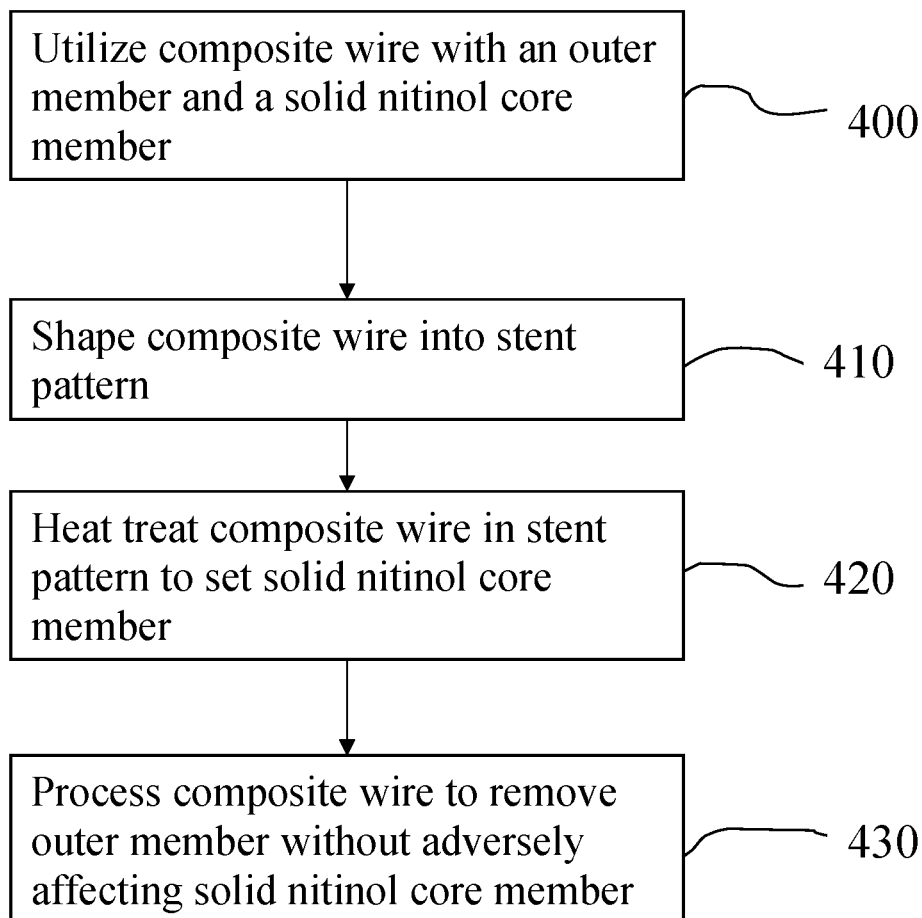 Utilize composite wire with an outer
member and a solid nitinol core
member
400
Shape composite wire into stent
pattern
410
Heat treat composite wire in stent
pattern to set solid nitinol core
member
420
Process composite wire to remove
outer member without adversely
affecting solid nitinol core member
430